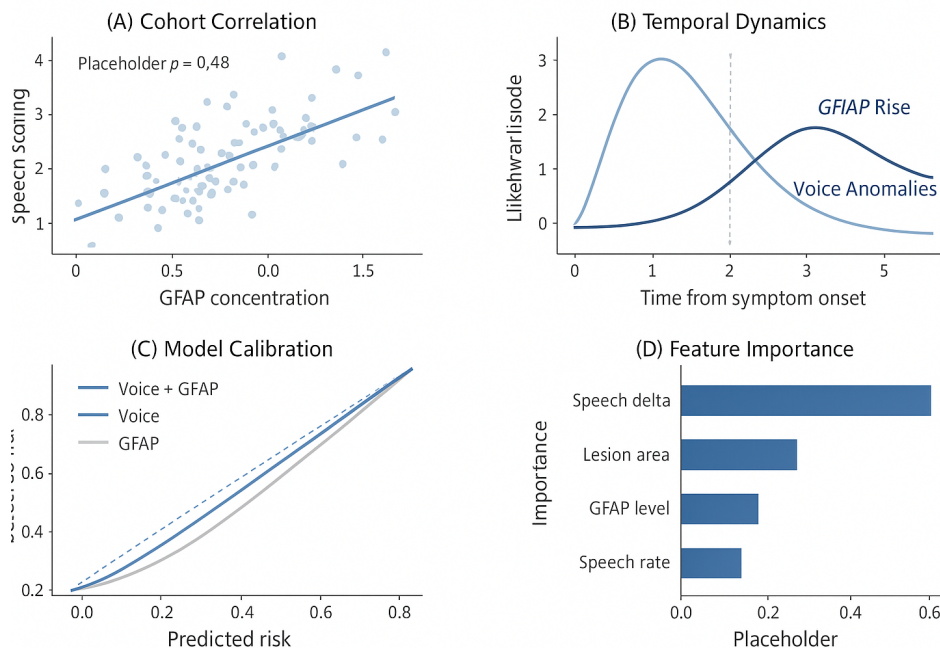 (A) Cohort Correlation
Placeholder p = 0,48
4
3
2
1
Speecn scarıng
0
0.5
0.0
1.5
GFAP concentration
(B) Temporal Dynamics
3
2
1
0
GFIAP Rise
Voice Anomalies
0
1
2
3
5
Time from symptom onset
(C) Model Calibration
Voice + GFAP
Voice
GFAP
0.8
0.6
0.4
0.2
0.0
0.2
0.4
0.6
0.8
Predicted risk
(D) Feature Importance
Importance
Speech delta
Lesion area
GFAP level
Speech rate
0.0
0.2
0.4
0.6
Placeholder